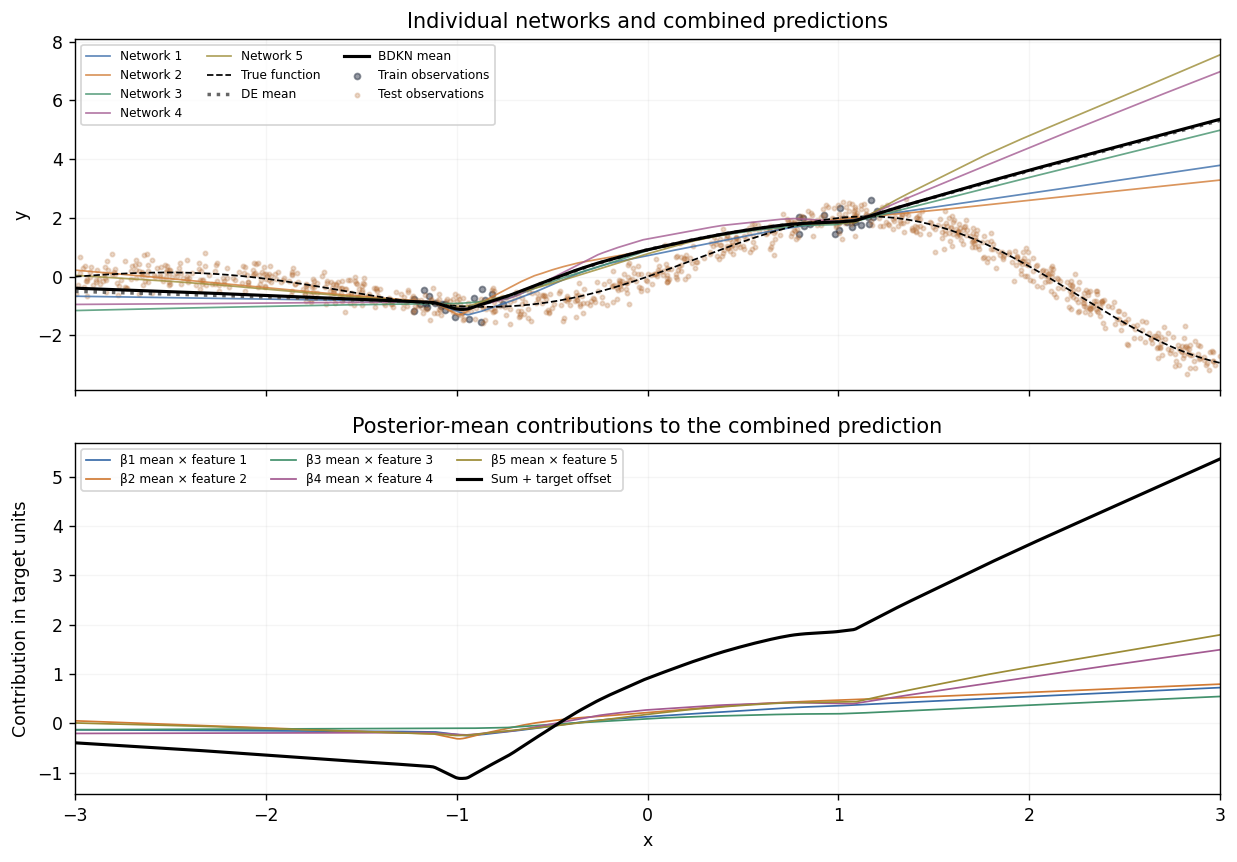 Individual networks and combined predictions
8
6
4
2
0
−2
y
Network 1
Network 2
Network 3
Network 4
Network 5
True function
DE mean
BDKN mean
Train observations
Test observations
Posterior-mean contributions to the combined prediction
5
4
3
2
1
0
−1
Contribution in target units
β1 mean × feature 1
β2 mean × feature 2
β3 mean × feature 3
β4 mean × feature 4
β5 mean × feature 5
Sum + target offset
−3 −2 −1 0 1 2 3
x